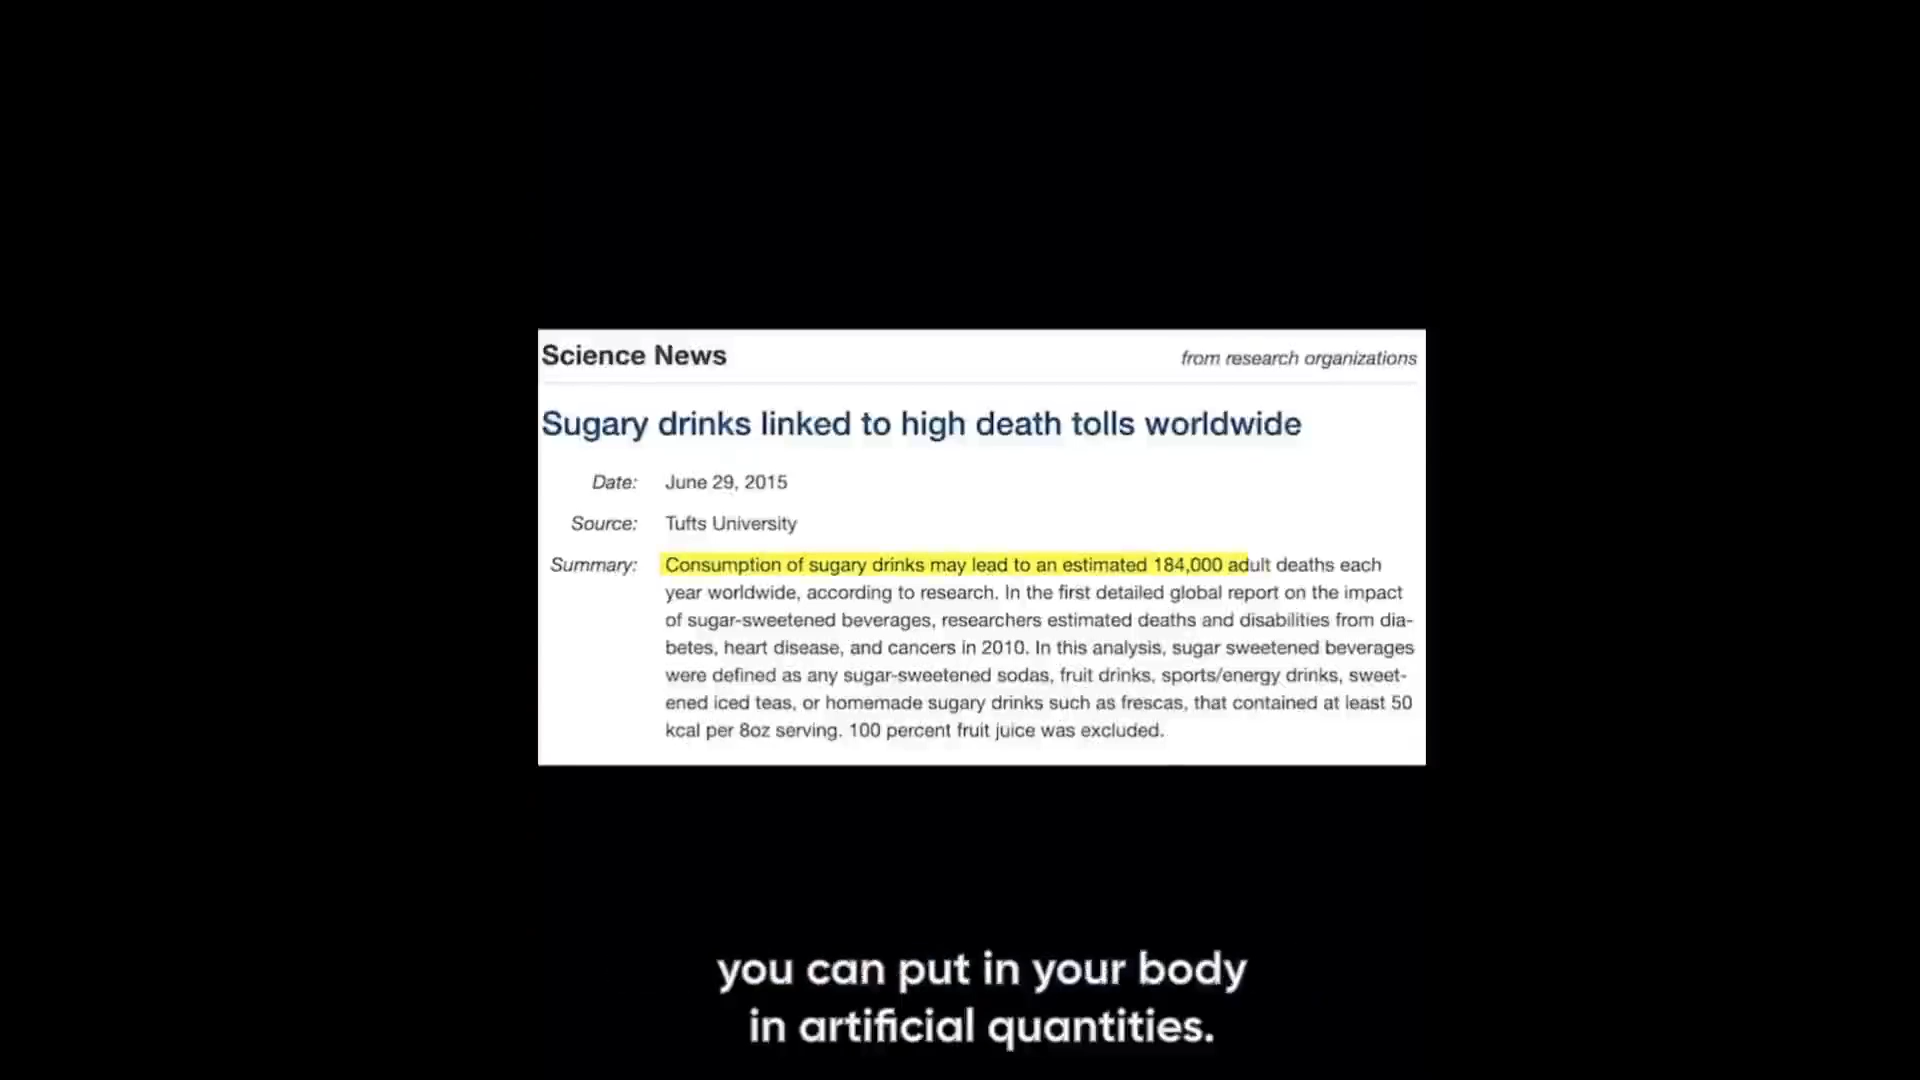 Science News
from research organizations
Sugary drinks linked to high death tolls worldwide
Date: June 29, 2015
Source: Tufts University
Summary: Consumption of sugary drinks may lead to an estimated 184,000 adult deaths each
year worldwide, according to research. In the first detailed global report on the impact
of sugar-sweetened beverages, researchers estimated deaths and disabilities from dia-
betes, heart disease, and cancers in 2010. In this analysis, sugar sweetened beverages
were defined as any sugar-sweetened sodas, fruit drinks, sports/energy drinks, sweet-
ened iced teas, or homemade sugary drinks such as frescas, that contained at least 50
kcal per 8oz serving. 100 percent fruit juice was excluded.
you can put in your body
in artificial quantities.